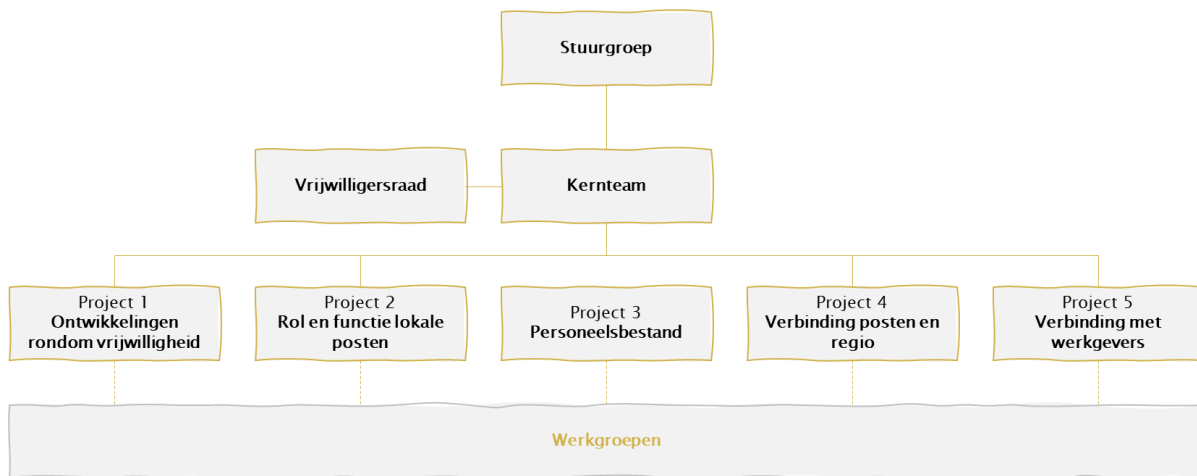 Stuurgroep
Vrijwilligersraad
Kernteam
Project 1
Ontwikkelingen
rondom vrijwilligheid
Project 2
Rol en functie lokale
posten
Project 3
Personeelsbestand
Project 4
Verbinding posten en
regio
Project 5
Verbinding met
werkgevers
Werkgroepen